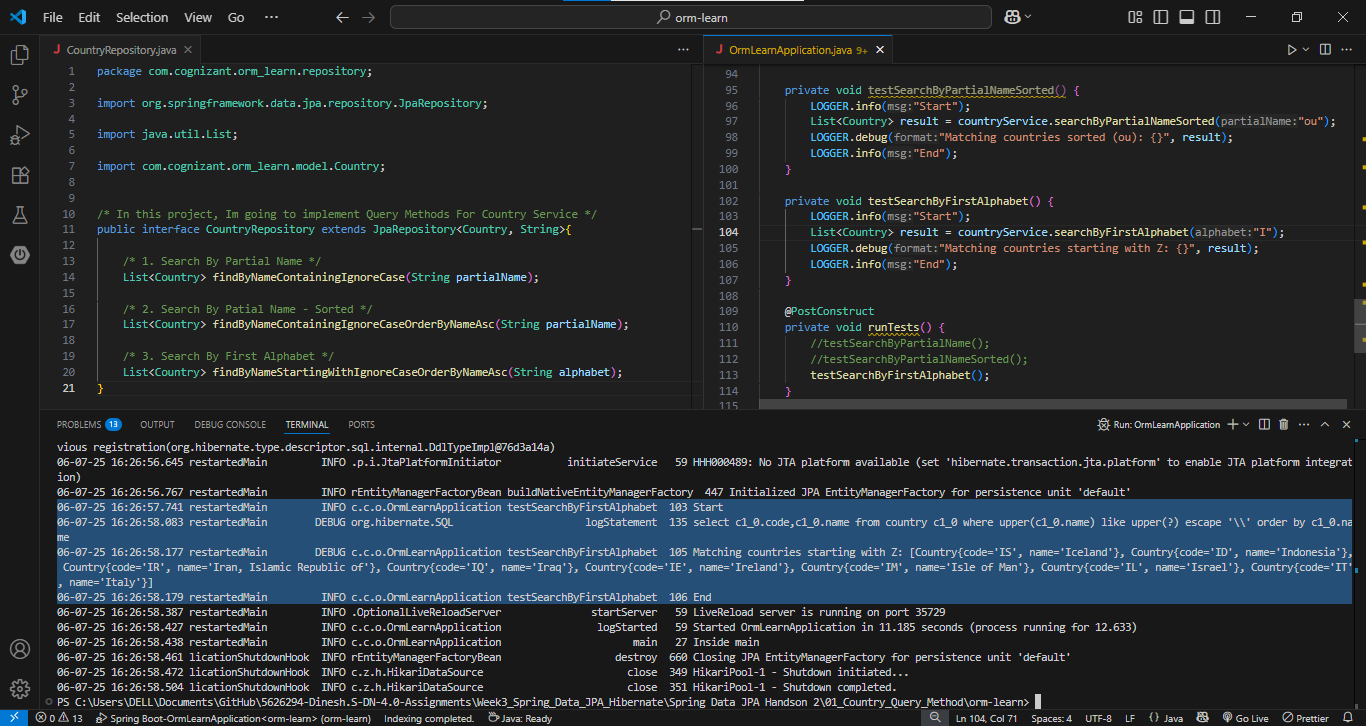 File Edit Selection View Go ··· orm-learn
CountryRepository.java
1 package com.cognizant.orm_learn.repository;
2
3 import org.springframework.data.jpa.repository.JpaRepository;
4
5 import java.util.List;
6
7 import com.cognizant.orm_learn.model.Country;
8
9
10 /* In this project, Im going to implement Query Methods For Country Service */
11 public interface CountryRepository extends JpaRepository<Country, String>{
12
13 /* 1. Search By Partial Name */
14 List<Country> findByNameContainingIgnoreCase(String partialName);
15
16 /* 2. Search By Patial Name - Sorted */
17 List<Country> findByNameContainingIgnoreCaseOrderByNameAsc(String partialName);
18
19 /* 3. Search By First Alphabet */
20 List<Country> findByNameStartingWithIgnoreCaseOrderByNameAsc(String alphabet);
21 }
OrmLearnApplication.java 9+
94
95 private void testSearchByPartialNameSorted() {
96 LOGGER.info(msg:"Start");
97 List<Country> result = countryService.searchByPartialNameSorted(partialName:"ou");
98 LOGGER.debug(format:"Matching countries sorted (ou): {}", result);
99 LOGGER.info(msg:"End");
100 }
101
102 private void testSearchByFirstAlphabet() {
103 LOGGER.info(msg:"Start");
104 List<Country> result = countryService.searchByFirstAlphabet(alphabet:"I");
105 LOGGER.debug(format:"Matching countries starting with Z: {}", result);
106 LOGGER.info(msg:"End");
107 }
108
109 @PostConstruct
110 private void runTests() {
111 //testSearchByPartialName();
112 //testSearchByPartialNameSorted();
113 testSearchByFirstAlphabet();
114 }
115
PROBLEMS 13 OUTPUT DEBUG CONSOLE TERMINAL PORTS Run: OrmLearnApplication
vious registration(org.hibernate.type.descriptor.sql.internal.DdlTypeImpl@76d3a14a)
06-07-25 16:26:56.645 restartedMain INFO .p.i.JtaPlatformInitiator initiateService 59 HHH000489: No JTA platform available (set 'hibernate.transaction.jta.platform' to enable JTA platform integrat
ion)
06-07-25 16:26:56.767 restartedMain INFO rEntityManagerFactoryBean buildNativeEntityManagerFactory 447 Initialized JPA EntityManagerFactory for persistence unit 'default'
06-07-25 16:26:57.741 restartedMain INFO c.c.o.OrmLearnApplication testSearchByFirstAlphabet 103 Start
06-07-25 16:26:58.083 restartedMain DEBUG org.hibernate.SQL logStatement 135 select c1_0.code,c1_0.name from country c1_0 where upper(c1_0.name) like upper(?) escape '\\' order by c1_0.na
me
06-07-25 16:26:58.177 restartedMain DEBUG c.c.o.OrmLearnApplication testSearchByFirstAlphabet 105 Matching countries starting with Z: [Country{code='IS', name='Iceland'}, Country{code='ID', name='Indonesia'},
Country{code='IR', name='Iran, Islamic Republic of'}, Country{code='IQ', name='Iraq'}, Country{code='IE', name='Ireland'}, Country{code='IM', name='Isle of Man'}, Country{code='IL', name='Israel'}, Country{code='IT'
, name='Italy'}]
06-07-25 16:26:58.179 restartedMain INFO c.c.o.OrmLearnApplication testSearchByFirstAlphabet 106 End
06-07-25 16:26:58.387 restartedMain INFO .OptionalLiveReloadServer startServer 59 LiveReload server is running on port 35729
06-07-25 16:26:58.427 restartedMain INFO c.c.o.OrmLearnApplication logStarted 59 Started OrmLearnApplication in 11.185 seconds (process running for 12.633)
06-07-25 16:26:58.438 restartedMain INFO c.c.o.OrmLearnApplication main 27 Inside main
06-07-25 16:26:58.461 licationShutdownHook INFO rEntityManagerFactoryBean destroy 660 Closing JPA EntityManagerFactory for persistence unit 'default'
06-07-25 16:26:58.472 licationShutdownHook INFO c.z.h.HikariDataSource close 349 HikariPool-1 - Shutdown initiated...
06-07-25 16:26:58.504 licationShutdownHook INFO c.z.h.HikariDataSource close 351 HikariPool-1 - Shutdown completed.
PS C:\Users\DELL\Documents\GitHub\5626294-Dinesh.S-DN-4.0-Assignments\Week3_Spring_Data_JPA_Hibernate\Spring Data JPA Handson 2\01_Country_Query_Method\orm-learn>
0 13 Spring Boot-OrmLearnApplication<orm-learn> (orm-learn) Indexing completed. Java: Ready Ln 104, Col 71 Spaces: 4 UTF-8 LF {} Java Go Live Prettier